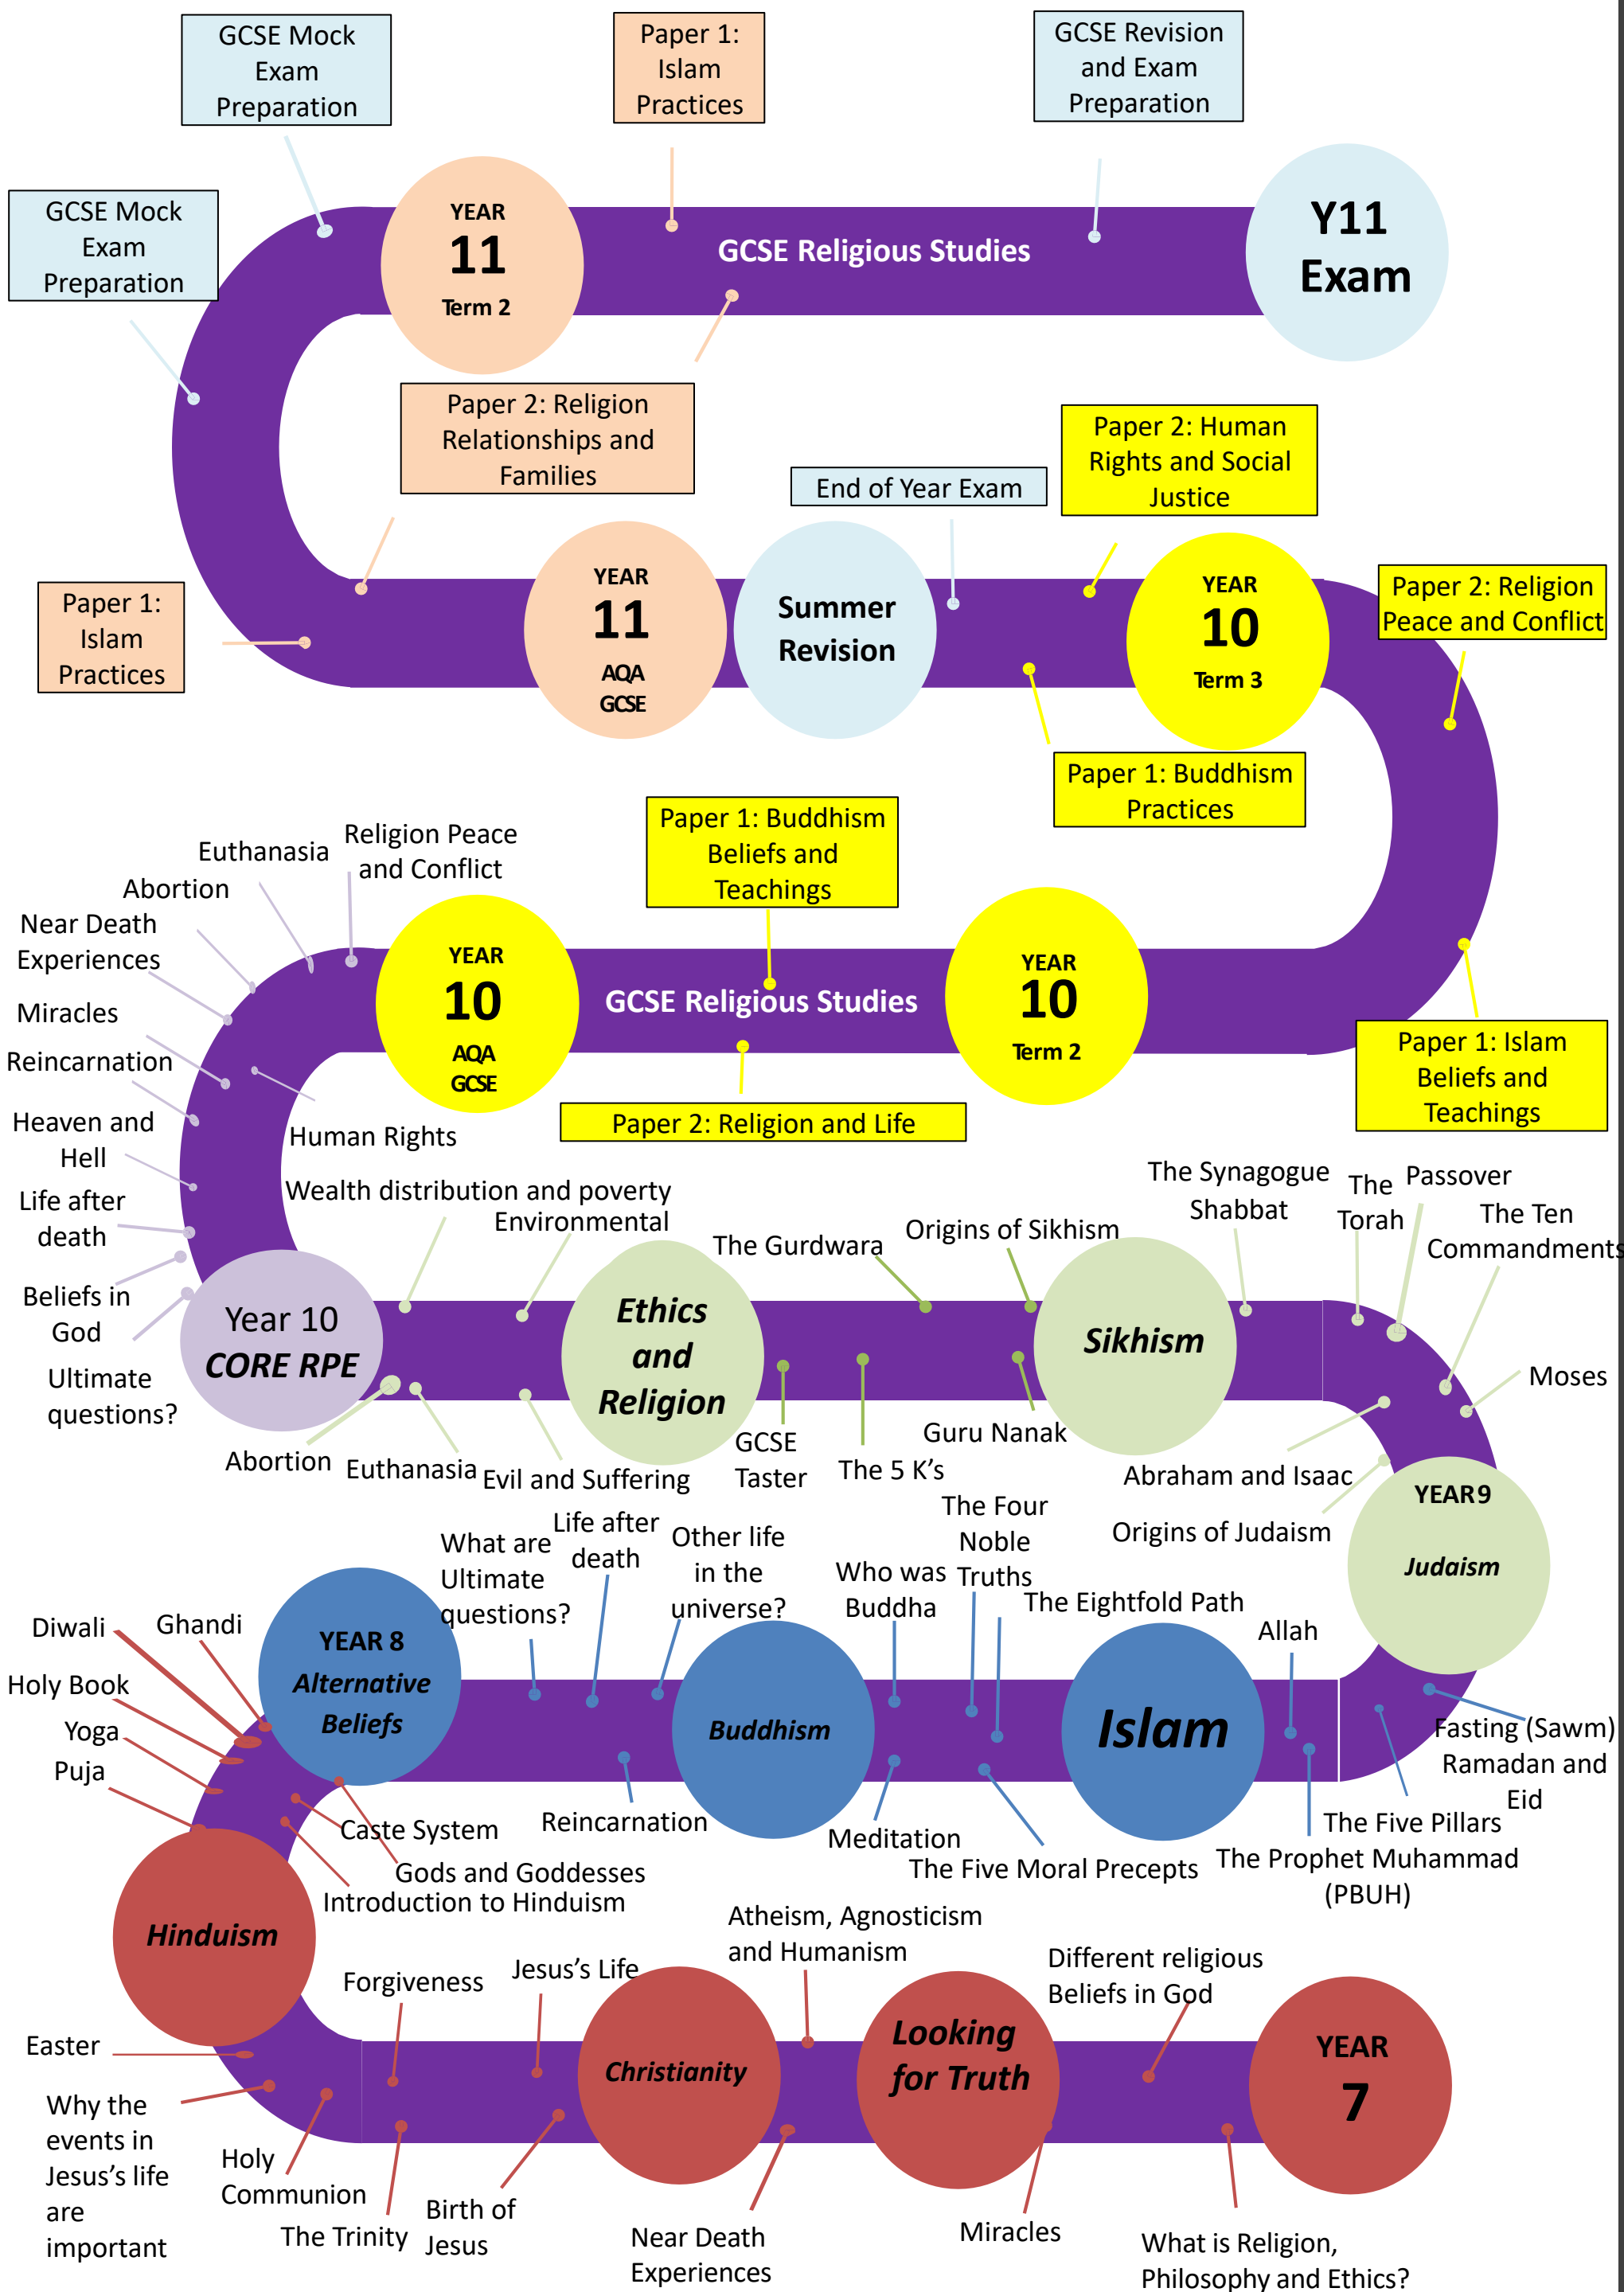 GCSE Mock
Exam
Preparation
Paper 1:
Islam
Practices
GCSE Revision
and Exam
Preparation
GCSE Mock
Exam
Preparation
YEAR
11
Term 2
GCSE Religious Studies
Y11
Exam
Paper 2: Religion
Relationships and
Families
End of Year Exam
Paper 2: Human
Rights and Social
Justice
Paper 1:
Islam
Practices
YEAR
11
AQA
GCSE
Summer
Revision
YEAR
10
Term 3
Paper 2: Religion
Peace and Conflict
Paper 1: Buddhism
Practices
Paper 1: Buddhism
Beliefs and
Teachings
Religion Peace
and Conflict
Euthanasia
Abortion
Near Death
Experiences
Miracles
Reincarnation
Heaven and
Hell
Life after
death
Beliefs in
God
Ultimate
questions?
Human Rights
YEAR
10
AQA
GCSE
GCSE Religious Studies
YEAR
10
Term 2
Paper 2: Religion and Life
Paper 1: Islam
Beliefs and
Teachings
Wealth distribution and poverty
Environmental
The Gurdwara
Origins of Sikhism
The Synagogue
Shabbat
The
Torah
Passover
The Ten
Commandments
Year 10
CORE RPE
Ethics
and
Religion
Sikhism
Moses
Abortion
Euthanasia
Evil and Suffering
GCSE
Taster
The 5 K's
Guru Nanak
Abraham and Isaac
Origins of Judaism
YEAR9
Judaism
What are
Ultimate
questions?
Life after
death
Other life
in the
universe?
Who was
Buddha
The Four
Noble
Truths
The Eightfold Path
Allah
Diwali
Ghandi
Holy Book
Yoga
Puja
YEAR 8
Alternative
Beliefs
Buddhism
Islam
Fasting (Sawm)
Ramadan and
Eid
Caste System
Gods and Goddesses
Introduction to Hinduism
Reincarnation
Meditation
The Five Moral Precepts
The Five Pillars
The Prophet Muhammad
(PBUH)
Hinduism
Forgiveness
Jesus's Life
Atheism, Agnosticism
and Humanism
Different religious
Beliefs in God
Easter
Christianity
Looking
for Truth
YEAR
7
Why the
events in
Jesus's life
are
important
Holy
Communion
The Trinity
Birth of
Jesus
Near Death
Experiences
Miracles
What is Religion,
Philosophy and Ethics?